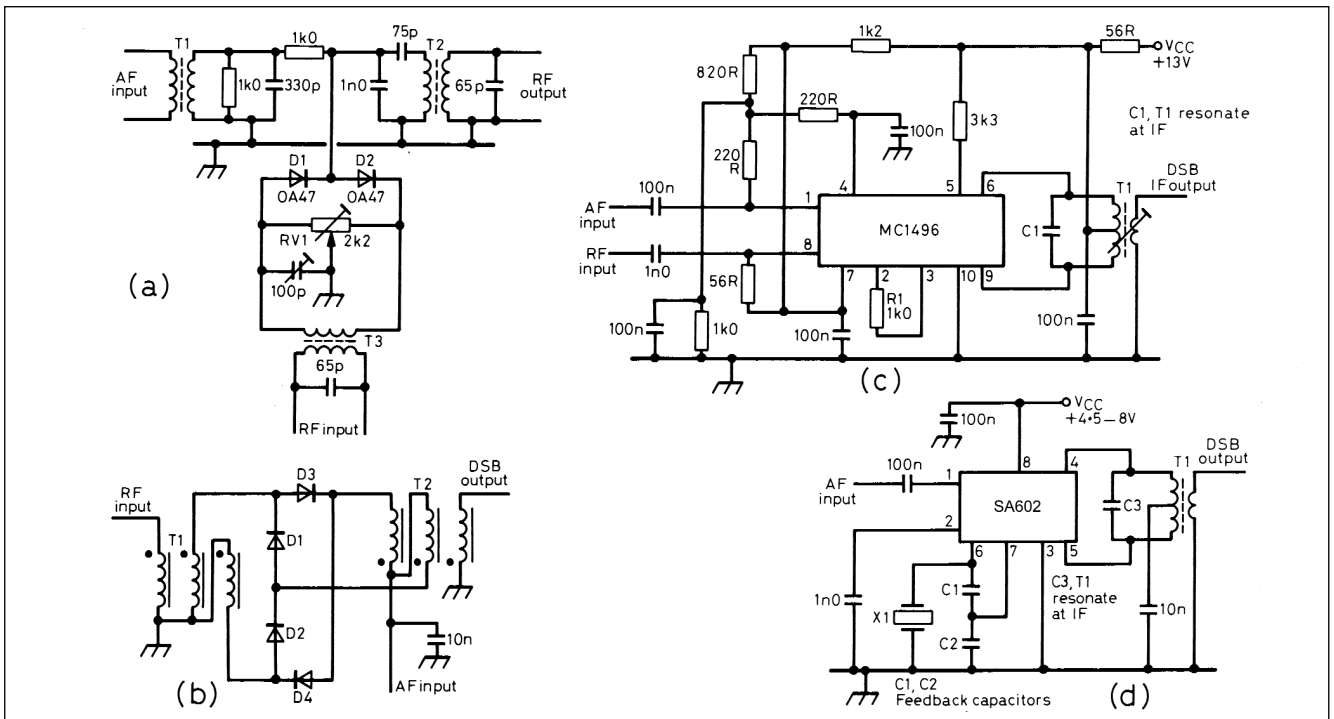 T1
1k0
75p
T2
AF
input
1k0
330p
1n0
65p
RF
output
D1
D2
OA47
OA47
RV1
2k2
100p
(a)
T3
65p
RF input
RF
input
D3
T2
DSB
output
T1
D1
D2
10n
D4
AF input
(b)
1k2
56R
VCC
+13V
820R
220R
100n
3k3
C1, T1 resonate
at IF
220
R
100n
4
5
6
T1
DSB
IF output
AF
input
1
MC1496
C1
RF
input
1n0
8
56R
7
2
3
10
9
R1
1k0
100n
1k0
100n
100n
(c)
VCC
+4·5–8V
100n
8
4
T1
DSB
output
100n
AF
input
1
SA602
C3
2
6
7
3
5
C3, T1
resonate
at IF
1n0
X1
C1
C2
10n
C1, C2
Feedback capacitors
(d)